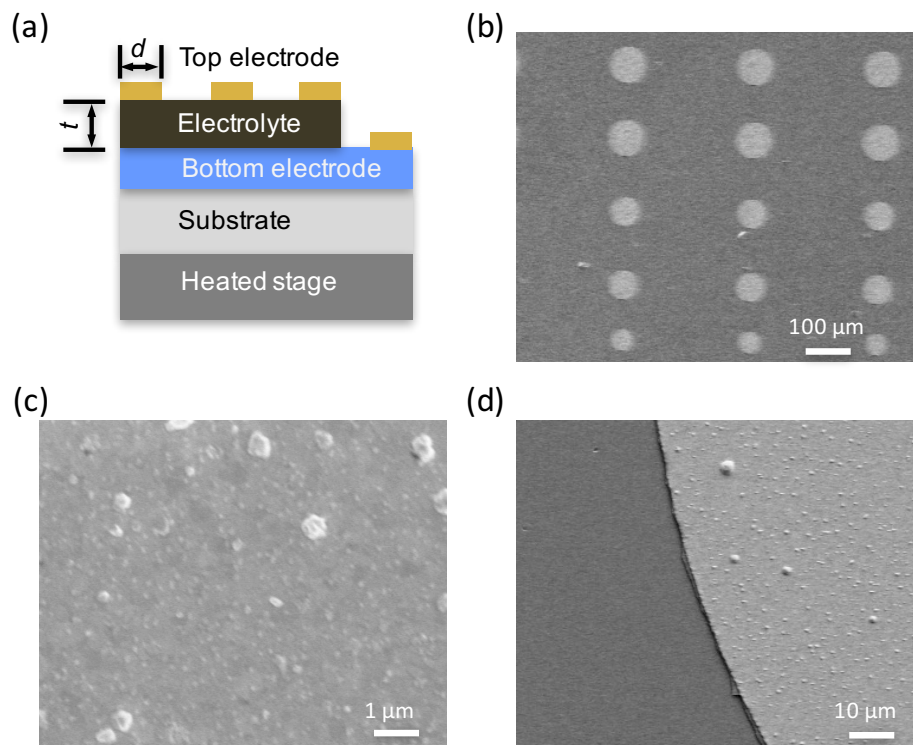 (a)
d
Top electrode
t
Electrolyte
Bottom electrode
Substrate
Heated stage
(b)
100 μm
(c)
1 μm
(d)
10 μm